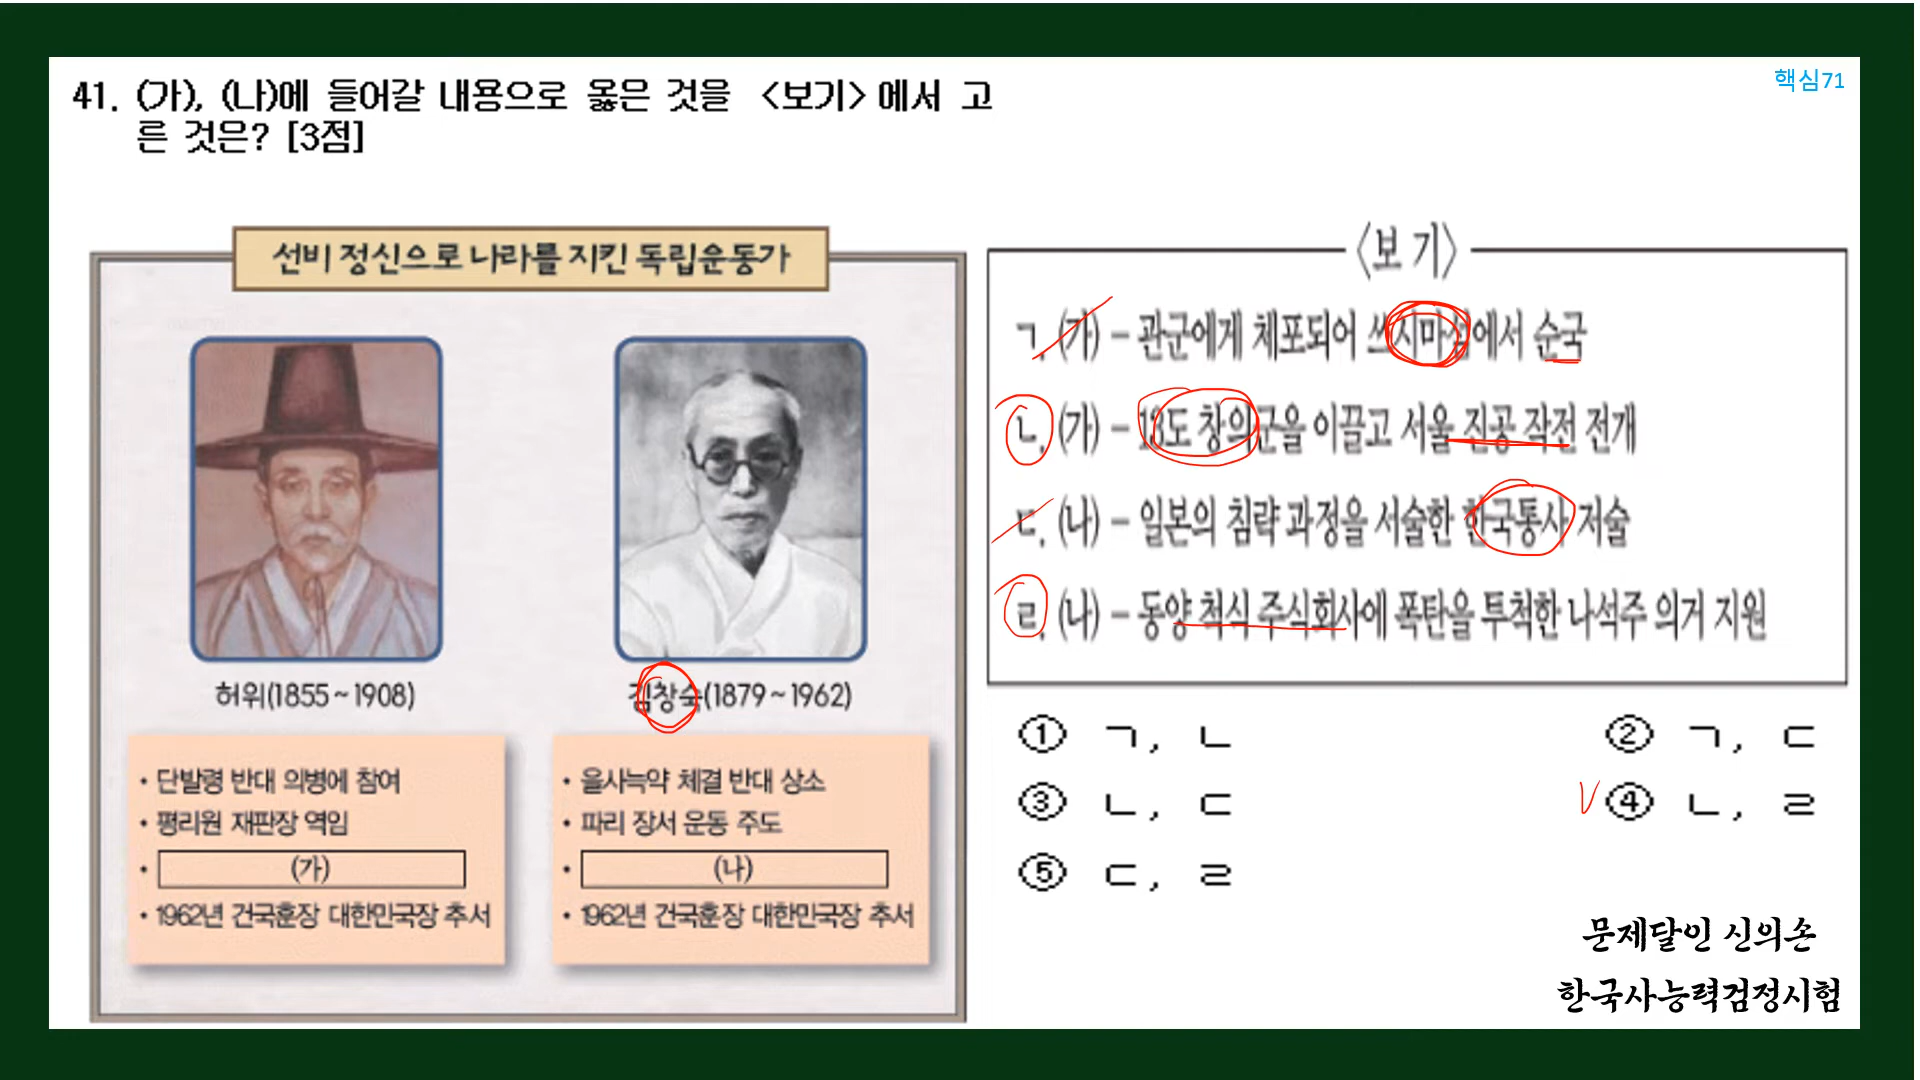 핵심71
41. (가), (나)에 들어갈 내용으로 옳은 것을 <보기>에서 고
른 것은? [3점]
선비 정신으로 나라를 지킨 독립운동가
허위(1855~1908)
김창숙(1879~1962)
• 단발령 반대 의병에 참여
• 평리원 재판장 역임
• (가)
• 1962년 건국훈장 대한민국장 추서
• 을사늑약 체결 반대 상소
• 파리 장서 운동 주도
• (나)
• 1962년 건국훈장 대한민국장 추서
<보 기>
ㄱ. (가) - 관군에게 체포되어 쓰시마섬에서 순국
ㄴ. (가) - 13도 창의군을 이끌고 서울 진공 작전 전개
ㄷ. (나) - 일본의 침략 과정을 서술한 한국통사 저술
ㄹ. (나) - 동양 척식 주식회사에 폭탄을 투척한 나석주 의거 지원
① ㄱ, ㄴ
② ㄱ, ㄷ
③ ㄴ, ㄷ
④ ㄴ, ㄹ
⑤ ㄷ, ㄹ
문제달인 신의손
한국사능력검정시험